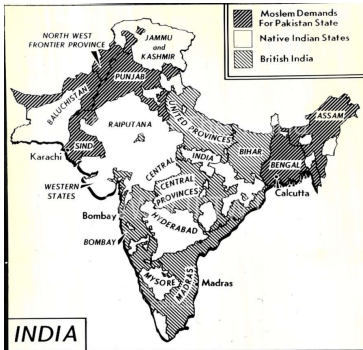 Moslem Demands
For Pakistan State
Native Indian States
British India
NORTH WEST
FRONTIER PROVINCE
JAMMU
and
KASHMIR
PUNJAB
BALUCHISTAN
RAIPUTANA
UNITED PROVINCES
ASSAM
SIND
Karachi
BIHAR
CENTRAL
INDIA
BENGAL
WESTERN
STATES
CENTRAL
PROVINCES
Calcutta
Bombay
HYDERABAD
BOMBAY
MYSORE
MADRAS
Madras
INDIA